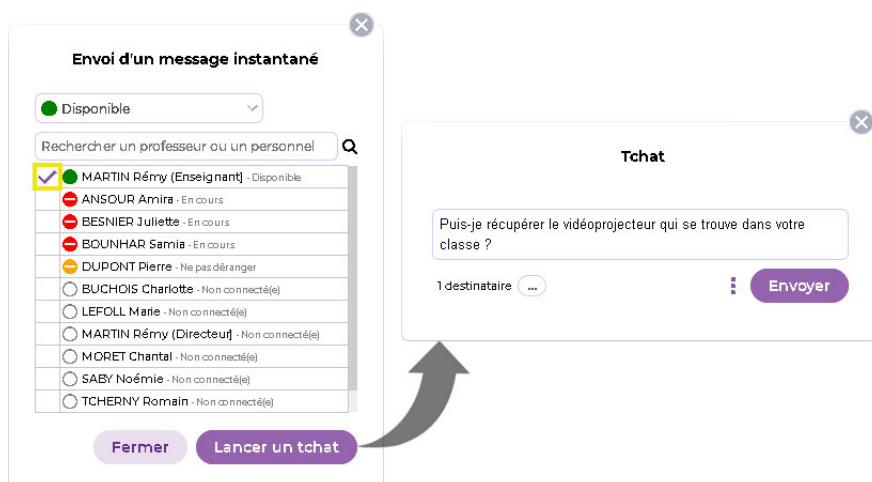 Envoi d'un message instantané
Disponible
Rechercher un professeur ou un personnel
MARTIN Rémy (Enseignant) - Disponible
ANSOUR Amira - En cours
BESNIER Juliette - En cours
BOUNHAR Samia - En cours
DUPONT Pierre - Ne pas déranger
BUCHOIS Charlotte - Non connecté(e)
LEFOLL Marie - Non connecté(e)
MARTIN Rémy (Directeur) - Non connecté(e)
MORET Chantal - Non connecté(e)
SABY Noémie - Non connecté(e)
TCHERNY Romain - Non connecté(e)
Fermer Lancer un tchat
Tchat
Puis-je récupérer le vidéoprojecteur qui se trouve dans votre
classe ?
1 destinataire ... Envoyer